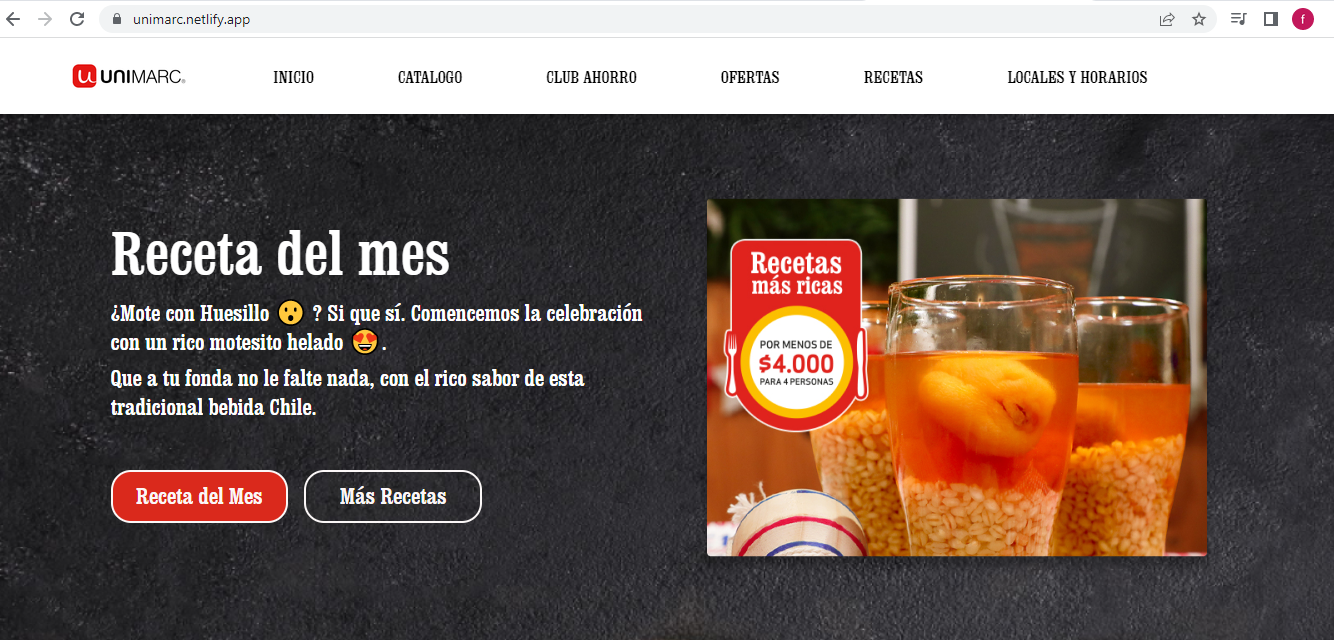 unimarc.netlify.app
f
UNIMARC
INICIO
CATALOGO
CLUB AHORRO
OFERTAS
RECETAS
LOCALES Y HORARIOS
Receta del mes
¿Mote con Huesillo 😮 ? Si que sí. Comencemos la celebración
con un rico motesito helado 🤩.
Que a tu fonda no le falte nada, con el rico sabor de esta
tradicional bebida Chile.
Receta del Mes
Más Recetas
Recetas
más ricas
POR MENOS DE
$4.000
PARA 4 PERSONAS